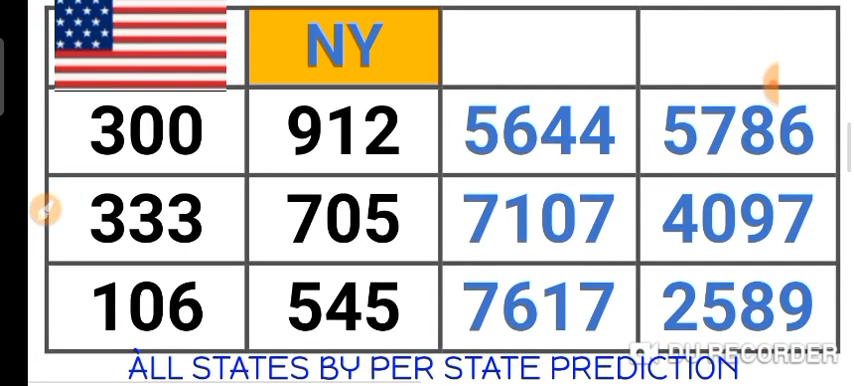 NY
300 912 5644 5786
333 705 7107 4097
106 545 7617 2589
DU RECORDER
ÀLL STATES BY PER STATE PREDICTION